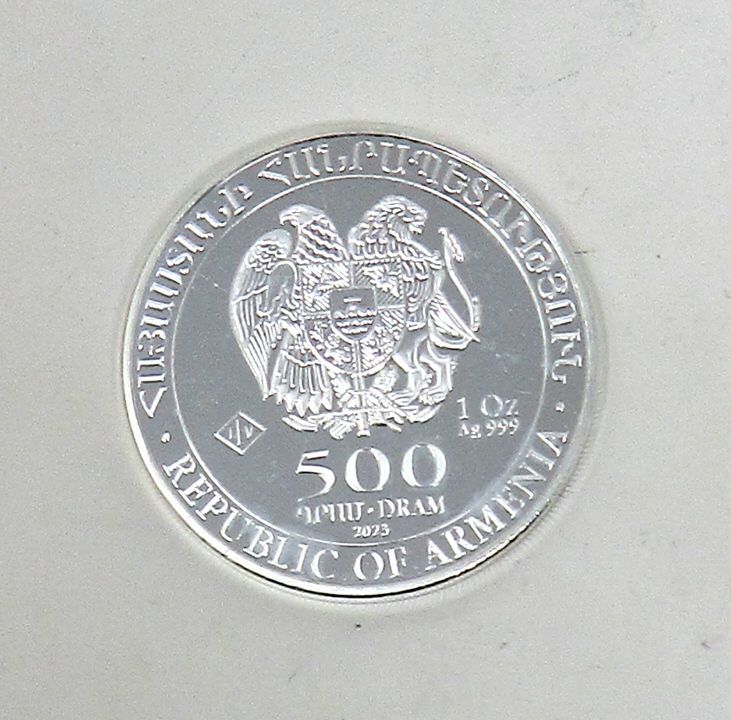 ՀԱՅԱՍՏԱՆԻ ՀԱՆՐԱՊԵՏՈՒԹՅՈՒՆ
1 Oz
Ag 999
500
ԴՐԱՄ · DRAM
2023
· REPUBLIC OF ARMENIA ·